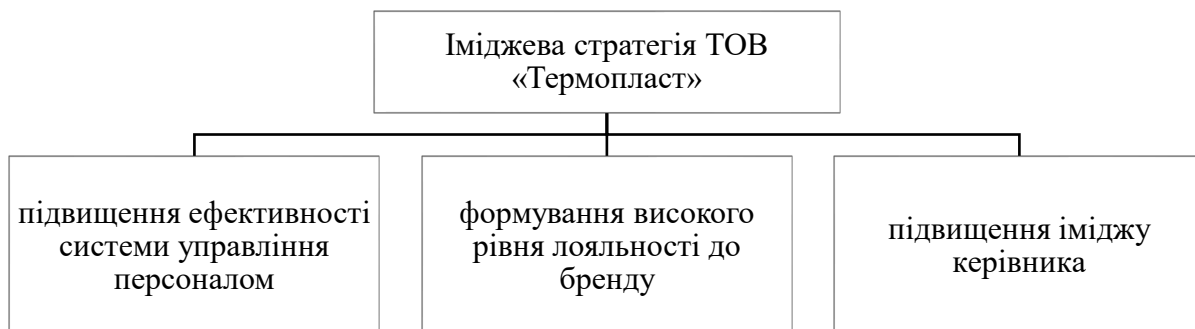 Іміджева стратегія ТОВ
«Термопласт»
підвищення ефективності
системи управління
персоналом
формування високого
рівня лояльності до
бренду
підвищення іміджу
керівника